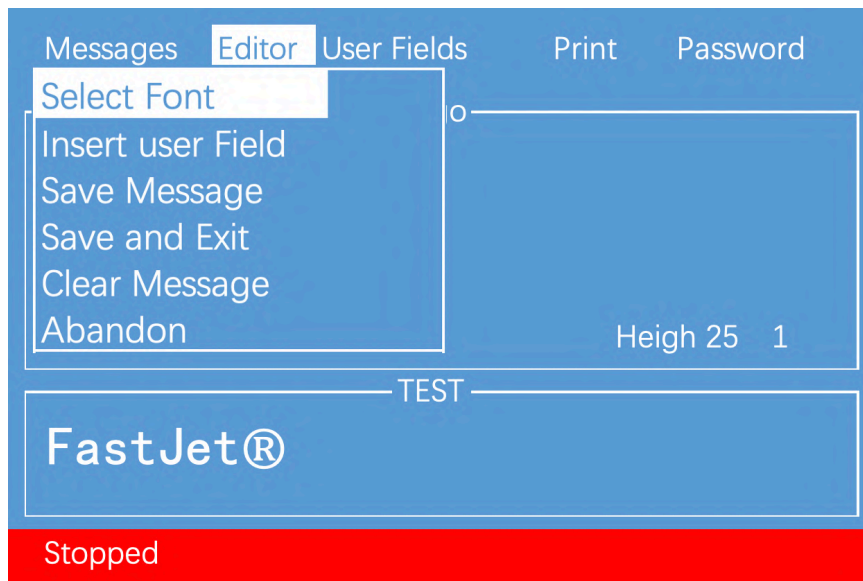 Messages Editor User Fields Print Password
Select Font
Insert user Field
Save Message
Save and Exit
Clear Message
Abandon
Heigh 25 1
TEST
FastJet®
Stopped